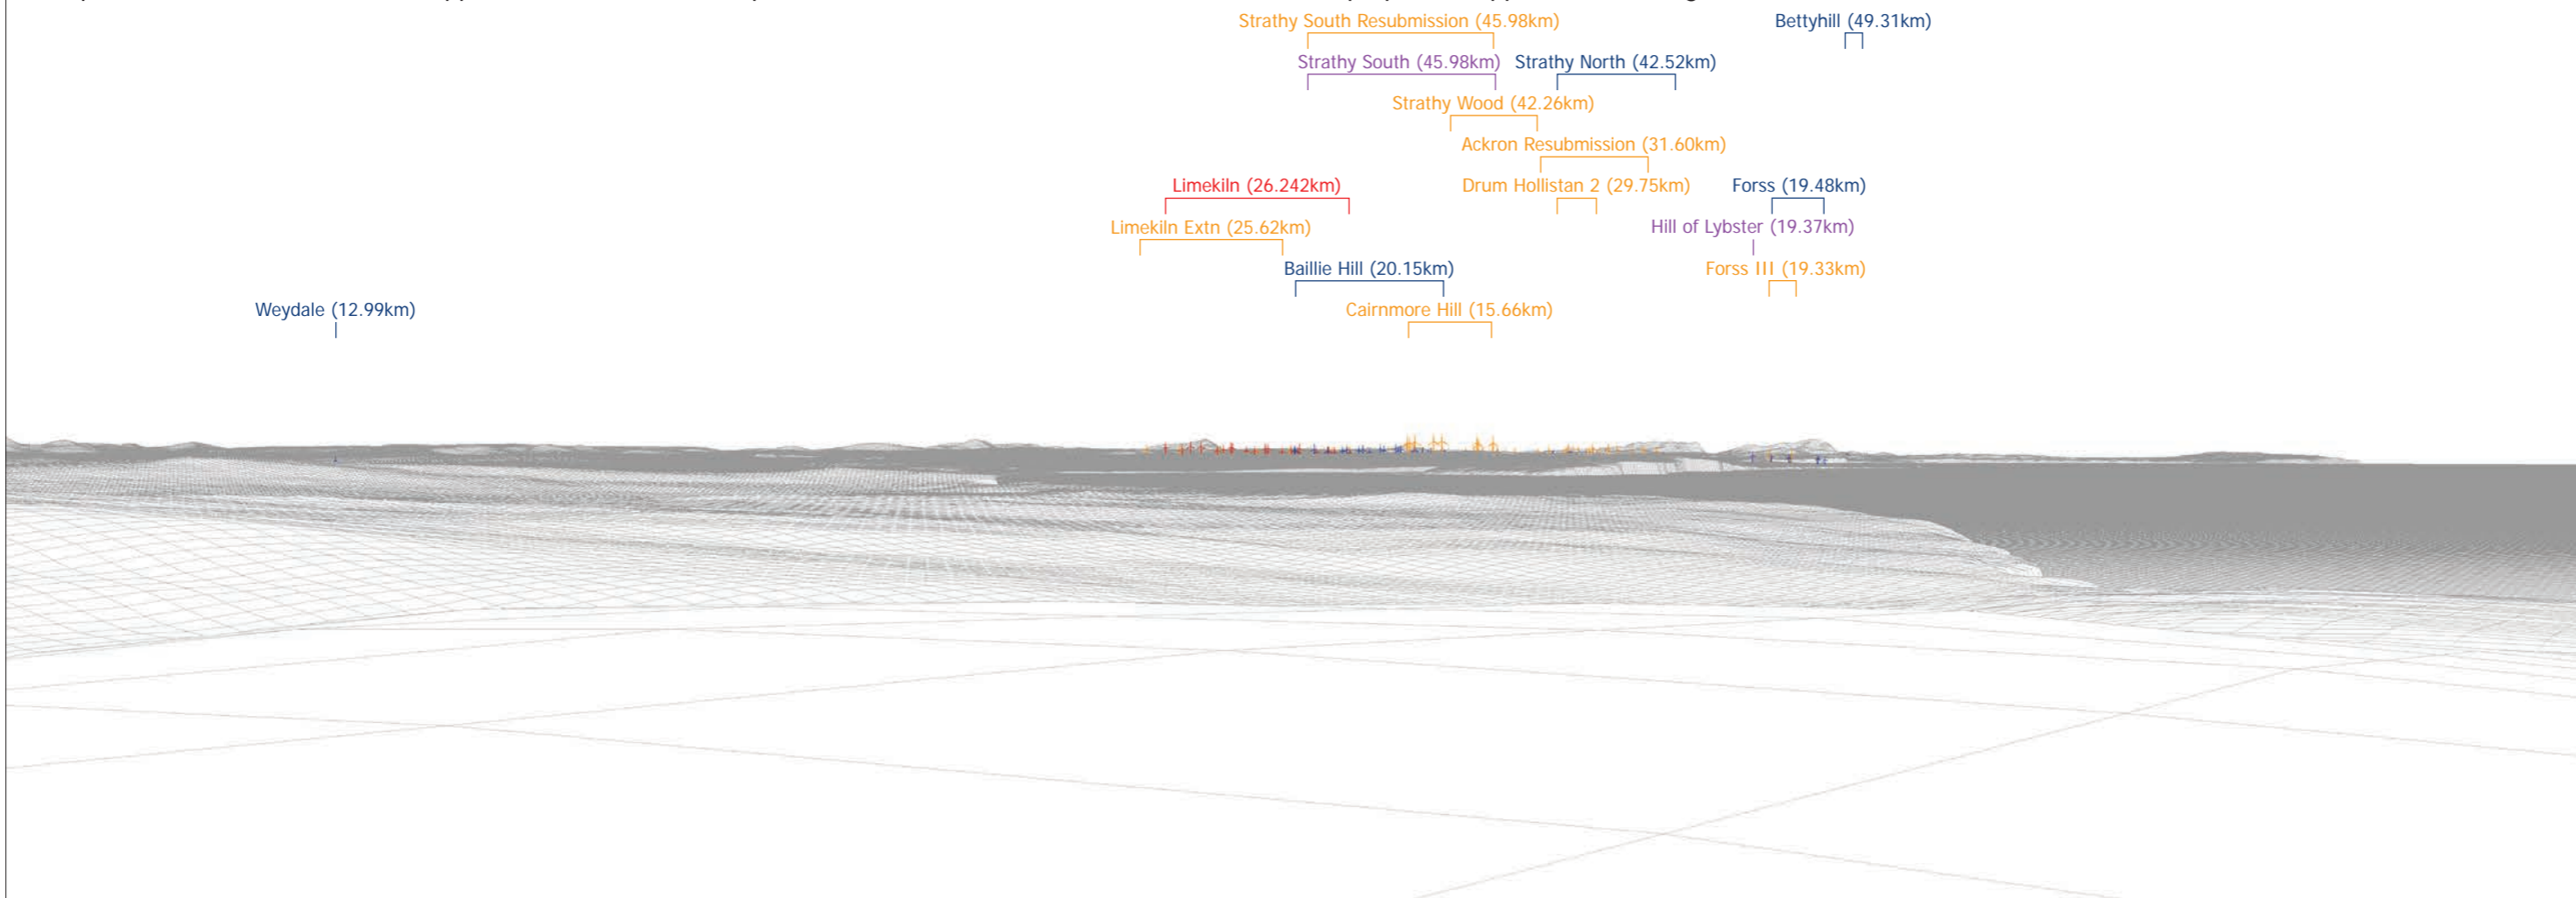 Strathy South Resubmission (45.98km)
Bettyhill (49.31km)
Strathy South (45.98km)
Strathy North (42.52km)
Strathy Wood (42.26km)
Ackron Resubmission (31.60km)
Limekiln (26.242km)
Drum Hollistan 2 (29.75km)
Forss (19.48km)
Limekiln Extn (25.62km)
Hill of Lybster (19.37km)
Baillie Hill (20.15km)
Forss III (19.33km)
Weydale (12.99km)
Cairnmore Hill (15.66km)